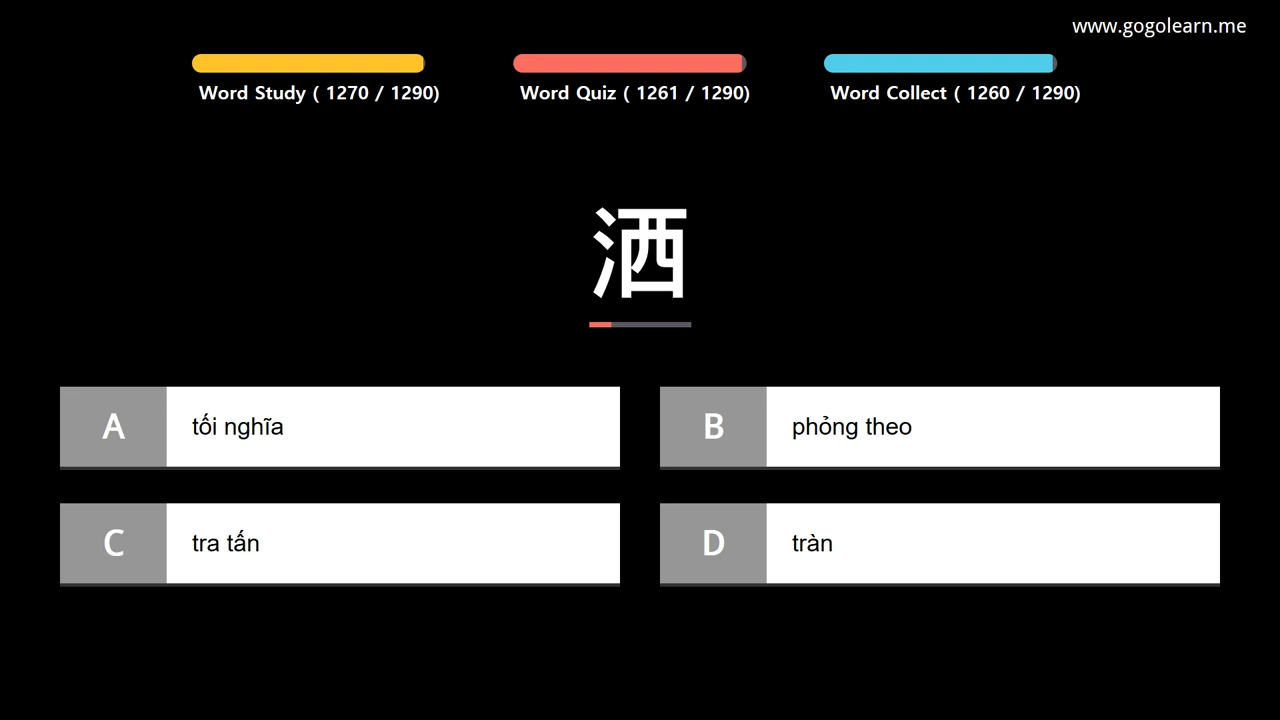 www.gogolearn.me
Word Study ( 1270 / 1290)
Word Quiz ( 1261 / 1290)
Word Collect ( 1260 / 1290)
洒
A tối nghĩa
B phỏng theo
C tra tấn
D tràn